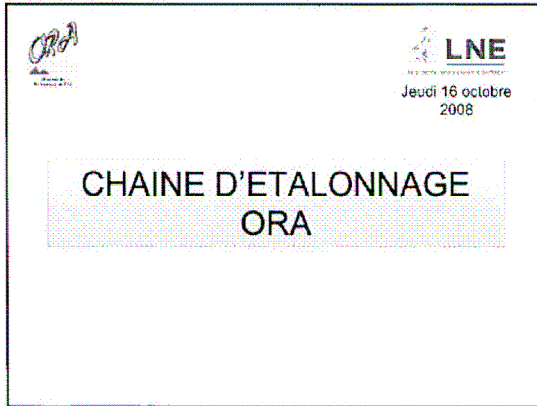 ORA
LNE
Jeudi 16 octobre
2008
CHAINE D'ETALONNAGE
ORA